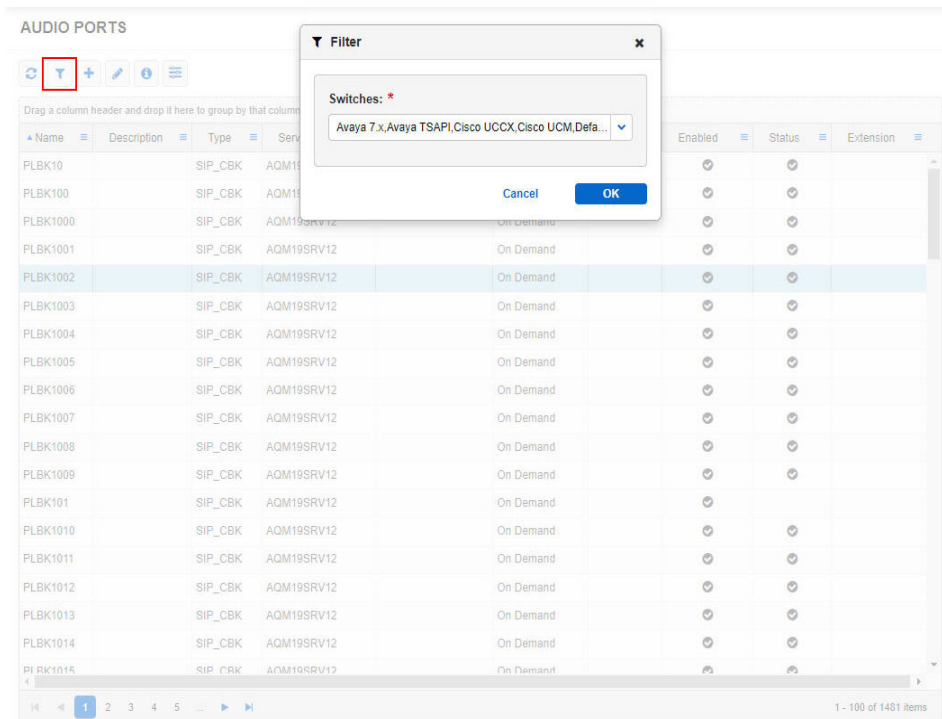 AUDIO PORTS
Filter
Switches: *
Avaya 7.x,Avaya TSAPI,Cisco UCCX,Cisco UCM,Defa...
Cancel OK
Drag a column header and drop it here to group by that column
Name Description Type Serv Enabled Status Extension
PLBK10 SIP_CBK AQM19
PLBK100 SIP_CBK AQM19
PLBK1000 SIP_CBK AQM19SRV12 On Demand
PLBK1001 SIP_CBK AQM19SRV12 On Demand
PLBK1002 SIP_CBK AQM19SRV12 On Demand
PLBK1003 SIP_CBK AQM19SRV12 On Demand
PLBK1004 SIP_CBK AQM19SRV12 On Demand
PLBK1005 SIP_CBK AQM19SRV12 On Demand
PLBK1006 SIP_CBK AQM19SRV12 On Demand
PLBK1007 SIP_CBK AQM19SRV12 On Demand
PLBK1008 SIP_CBK AQM19SRV12 On Demand
PLBK1009 SIP_CBK AQM19SRV12 On Demand
PLBK101 SIP_CBK AQM19SRV12 On Demand
PLBK1010 SIP_CBK AQM19SRV12 On Demand
PLBK1011 SIP_CBK AQM19SRV12 On Demand
PLBK1012 SIP_CBK AQM19SRV12 On Demand
PLBK1013 SIP_CBK AQM19SRV12 On Demand
PLBK1014 SIP_CBK AQM19SRV12 On Demand
PLBK1015 SIP_CBK AQM19SRV12 On Demand
1 2 3 4 5 ... 1 - 100 of 1481 items